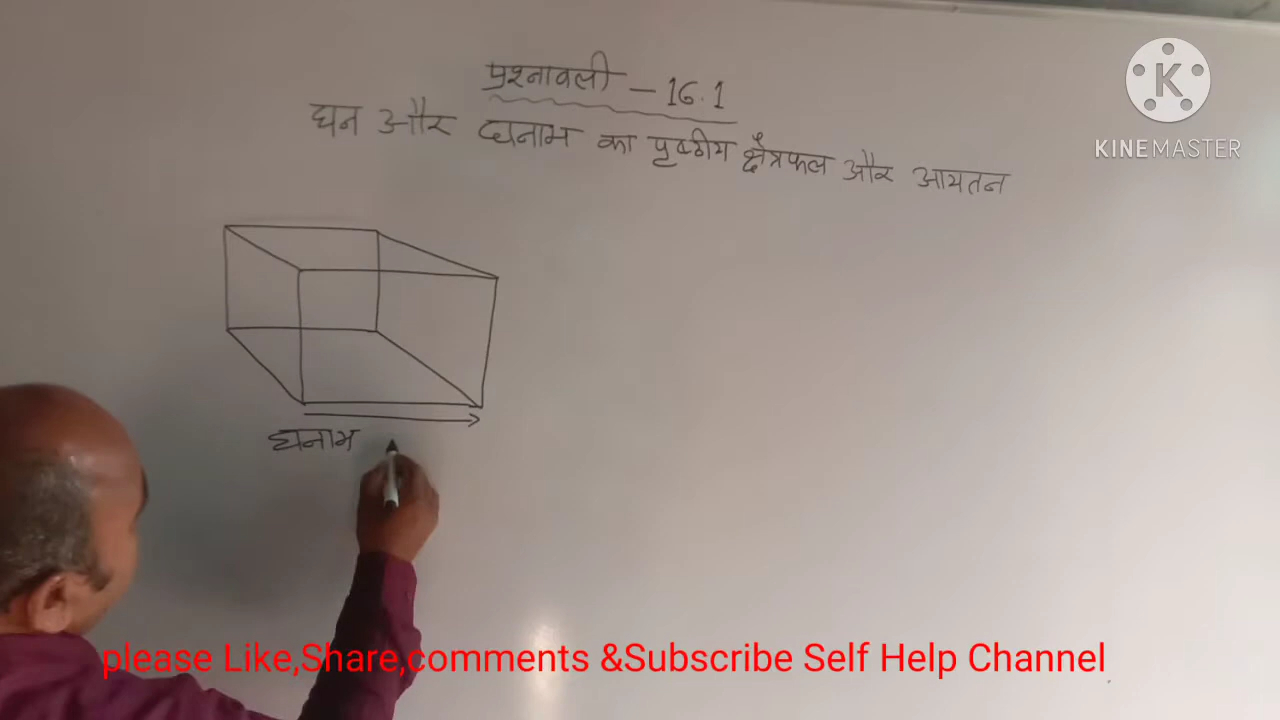 प्रश्नावली - 16.1
घन और घनाभ का पृष्ठीय क्षेत्रफल और आयतन
K
KINEMASTER
घनाभ
please Like,Share,comments &Subscribe Self Help Channel